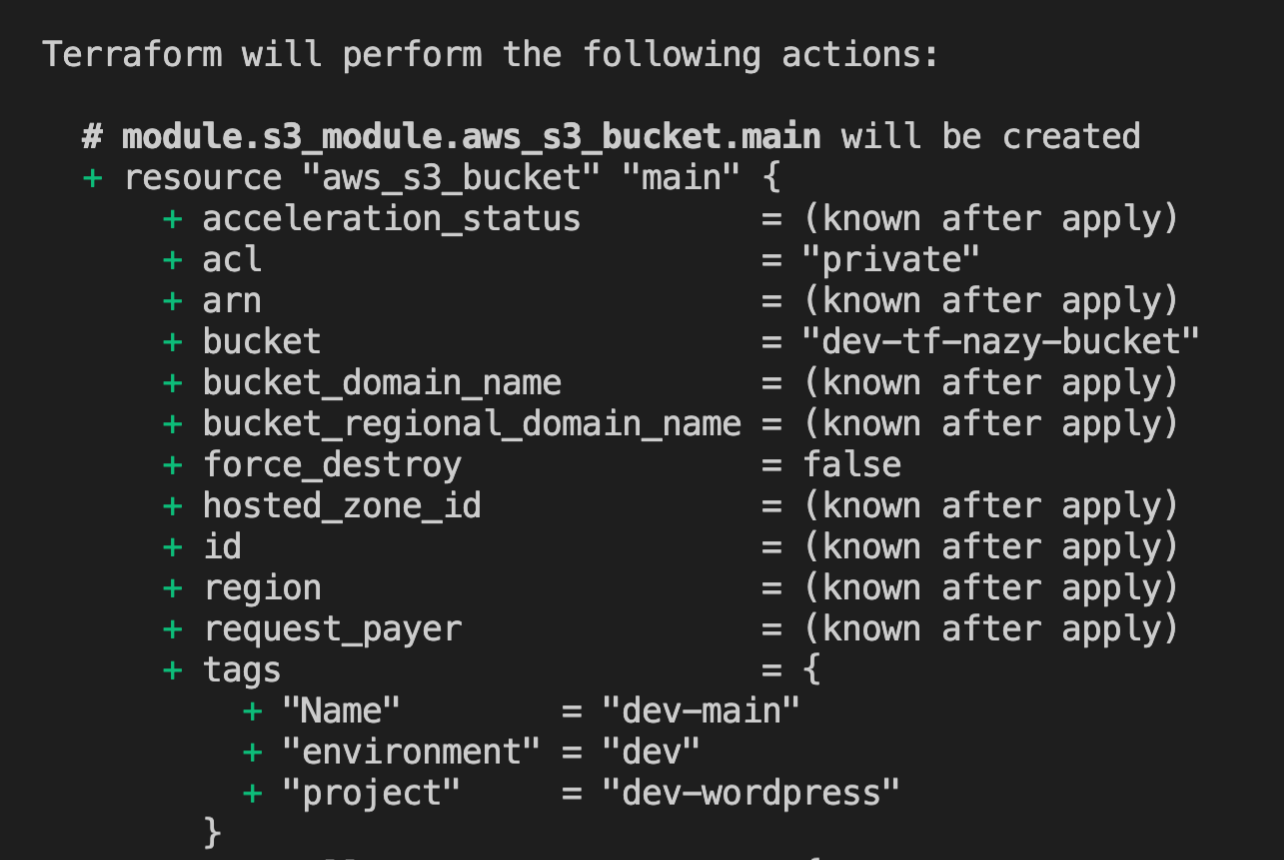 Terraform will perform the following actions:
# module.s3_module.aws_s3_bucket.main will be created
+ resource "aws_s3_bucket" "main" {
+ acceleration_status = (known after apply)
+ acl = "private"
+ arn = (known after apply)
+ bucket = "dev-tf-nazy-bucket"
+ bucket_domain_name = (known after apply)
+ bucket_regional_domain_name = (known after apply)
+ force_destroy = false
+ hosted_zone_id = (known after apply)
+ id = (known after apply)
+ region = (known after apply)
+ request_payer = (known after apply)
+ tags = {
+ "Name" = "dev-main"
+ "environment" = "dev"
+ "project" = "dev-wordpress"
}